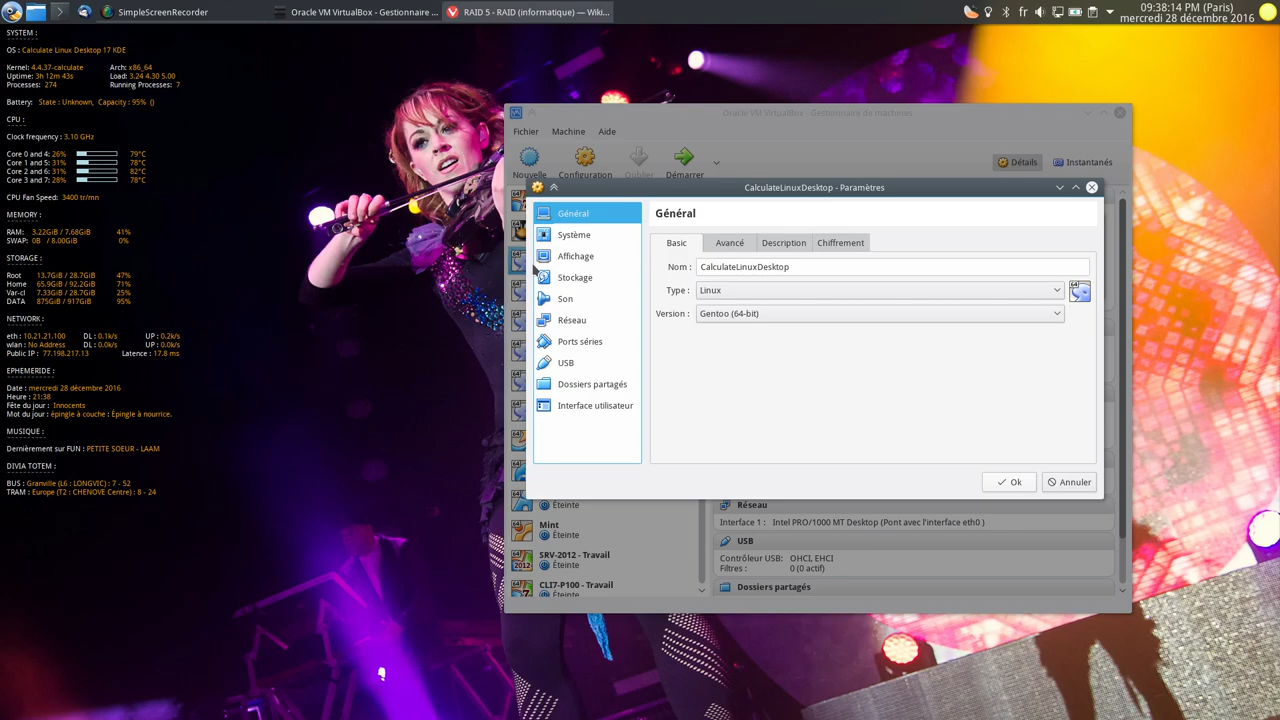 SimpleScreenRecorder
Oracle VM VirtualBox - Gestionnaire ...
RAID 5 - RAID (informatique) — Wiki...
fr
09:38:14 PM (Paris)
mercredi 28 décembre 2016
SYSTEM :
OS : Calculate Linux Desktop 17 KDE
Kernel: 4.4.37-calculate Arch: x86_64
Uptime: 3h 12m 43s Load: 3.24 4.30 5.00
Processes: 274 Running Processes: 7
Battery: State : Unknown, Capacity : 95% ()
CPU :
Clock frequency : 3.10 GHz
Core 0 and 4: 26% 79°C
Core 1 and 5: 31% 78°C
Core 2 and 6: 31% 82°C
Core 3 and 7: 28% 78°C
CPU Fan Speed: 3400 tr/mn
MEMORY :
RAM: 3.22GiB / 7.68GiB 41%
SWAP: 0B / 8.00GiB 0%
STORAGE :
Root 13.7GiB / 28.7GiB 47%
Home 65.9GiB / 92.2GiB 71%
Var-cl 7.33GiB / 28.7GiB 25%
DATA 875GiB / 917GiB 95%
NETWORK :
eth : 10.21.21.100 DL : 0.1k/s UP : 0.2k/s
wlan : No Address DL : 0.0k/s UP : 0.0k/s
Public IP : 77.198.217.13 Latence : 17.8 ms
EPHEMERIDE :
Date : mercredi 28 décembre 2016
Heure : 21:38
Fête du jour : Innocents
Mot du jour : épingle à couche : Épingle à nourrice.
MUSIQUE :
Dernièrement sur FUN : PETITE SOEUR - LAAM
DIVIA TOTEM :
BUS : Granville (L6 : LONGVIC) : 7 - 52
TRAM : Europe (T2 : CHENOVE Centre) : 8 - 24
Oracle VM VirtualBox - Gestionnaire de machines
Fichier Machine Aide
Nouvelle Configuration Oublier Démarrer
Détails
Instantanés
CalculateLinuxDesktop - Paramètres
Général
Système
Affichage
Stockage
Son
Réseau
Ports séries
USB
Dossiers partagés
Interface utilisateur
Général
Basic Avancé Description Chiffrement
Nom : CalculateLinuxDesktop
Type : Linux
Version : Gentoo (64-bit)
Ok Annuler
Éteinte
Mint
Éteinte
SRV-2012 - Travail
Éteinte
CLI7-P100 - Travail
Éteinte
Réseau
Interface 1 : Intel PRO/1000 MT Desktop (Pont avec l'interface eth0 )
USB
Contrôleur USB: OHCI, EHCI
Filtres : 0 (0 actif)
Dossiers partagés